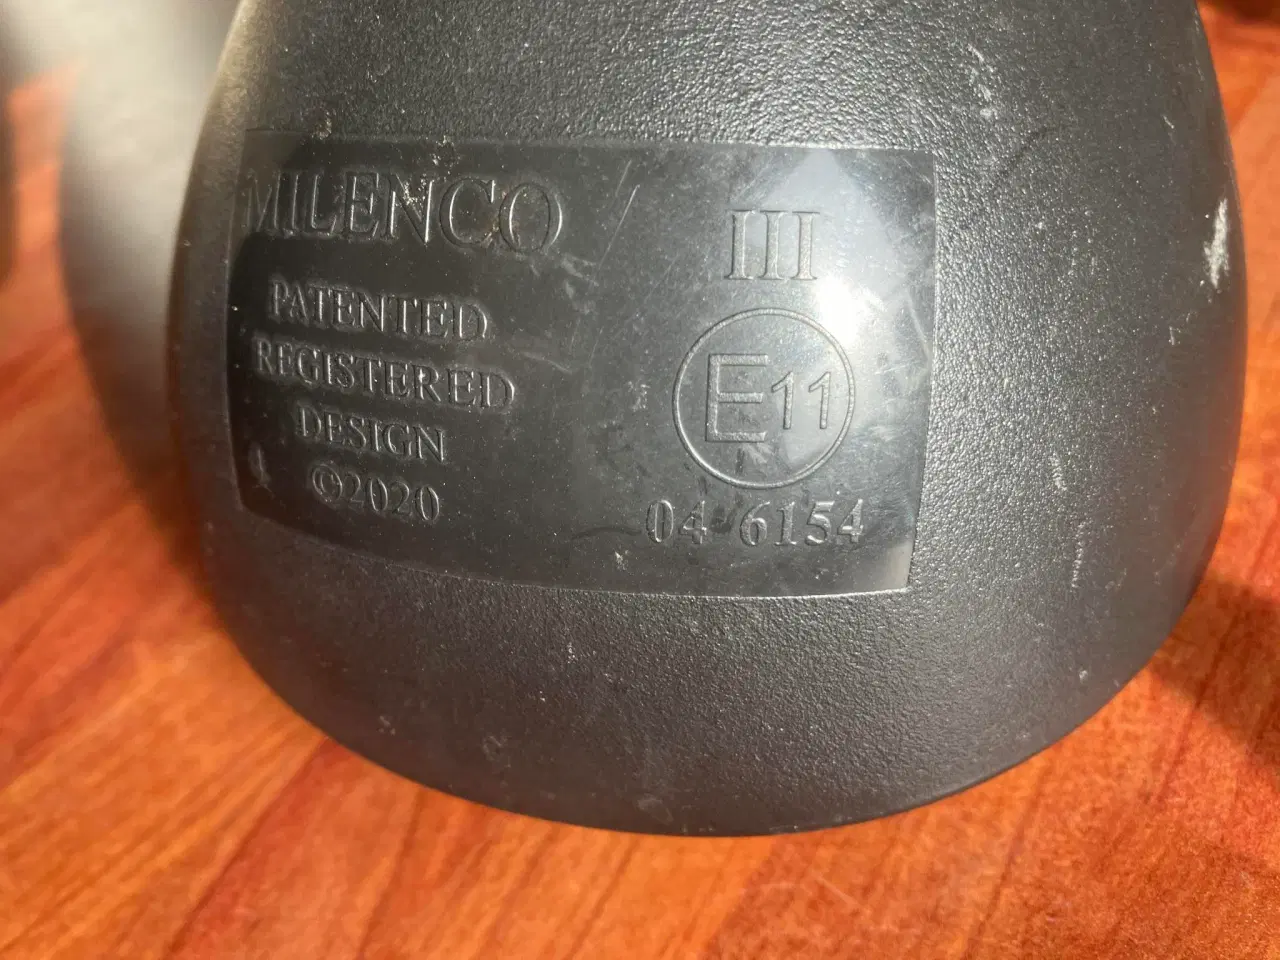 MILENCO
PATENTED
REGISTERED
DESIGN
©2020
III
E11
04 6154